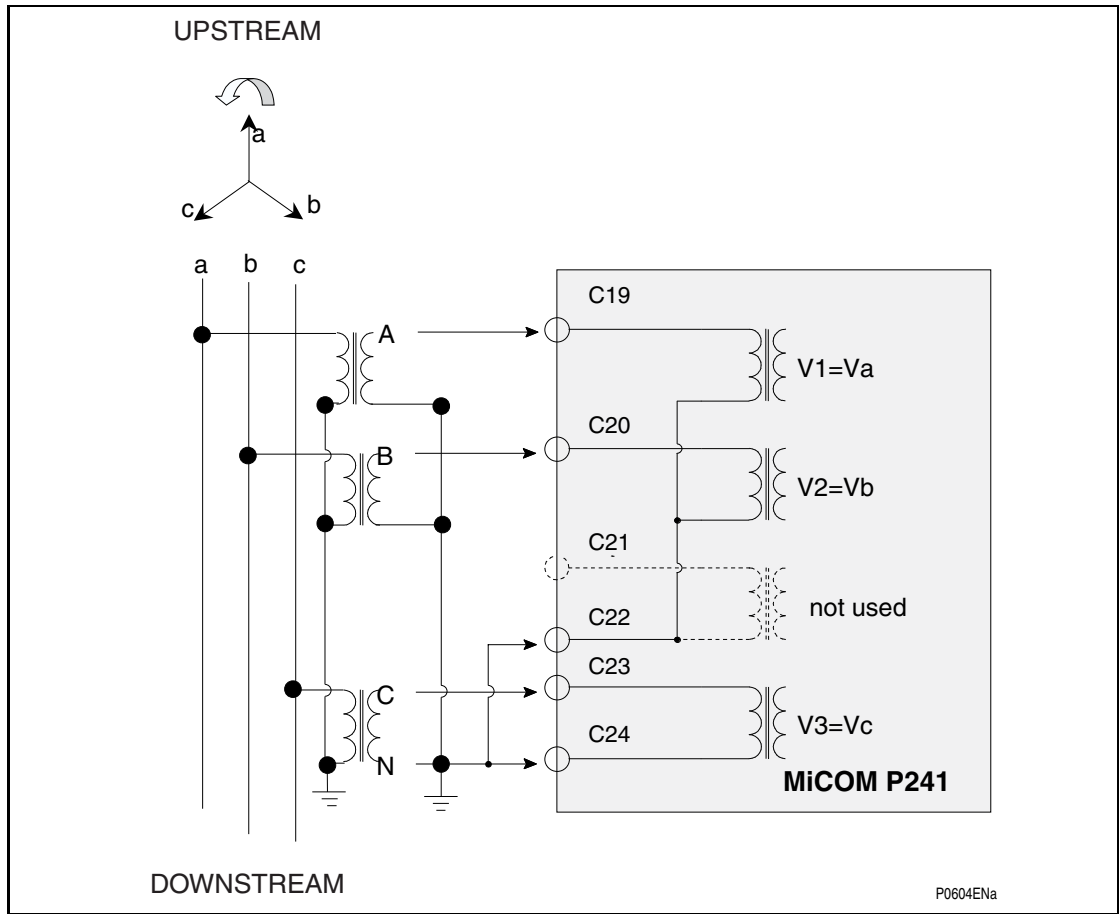 UPSTREAM
a
c
b
a b c
C19
A
V1=Va
C20
B
V2=Vb
C21
not used
C22
C23
C
V3=Vc
C24
N
MiCOM P241
DOWNSTREAM
P0604ENa